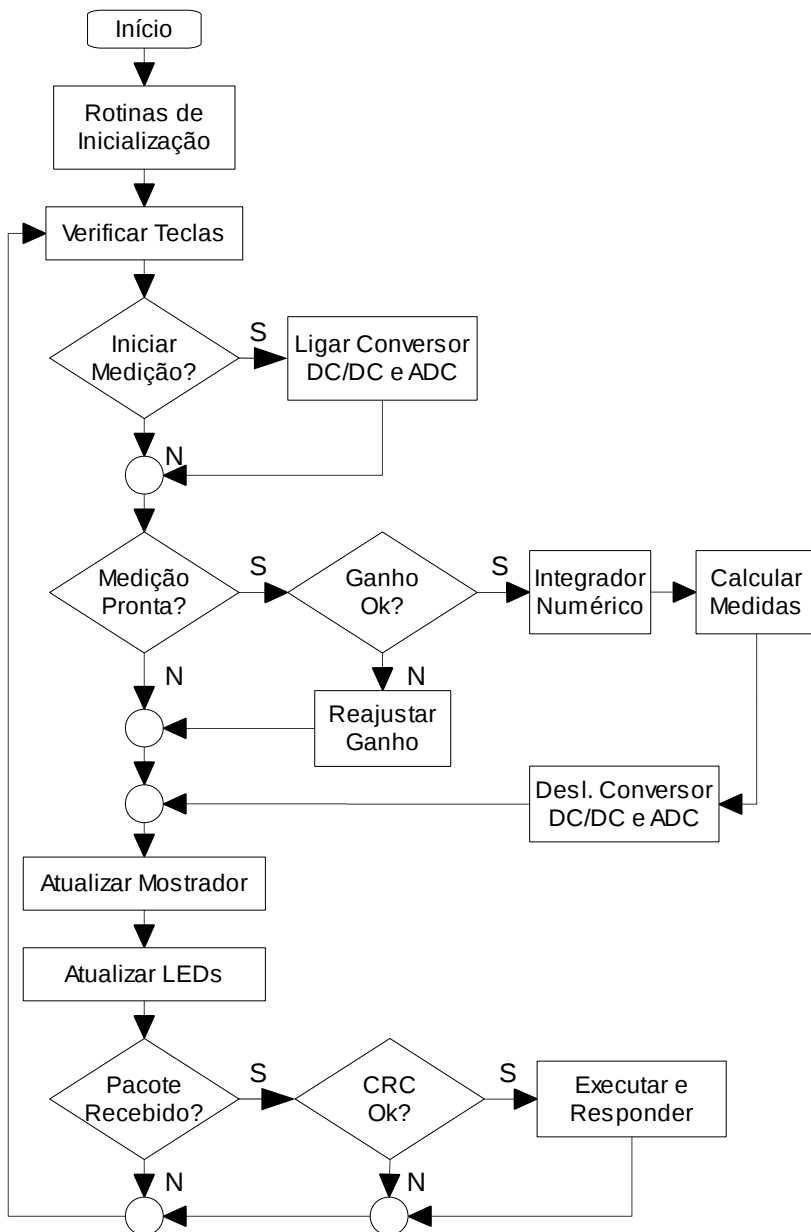 Início
Rotinas de
Inicialização
Verificar Teclas
Iniciar
Medição?
S
Ligar Conversor
DC/DC e ADC
N
Medição
Pronta?
S
Ganho
Ok?
S
Integrador
Numérico
Calcular
Medidas
N
N
Reajustar
Ganho
Desl. Conversor
DC/DC e ADC
Atualizar Mostrador
Atualizar LEDs
Pacote
Recebido?
S
CRC
Ok?
S
Executar e
Responder
N
N